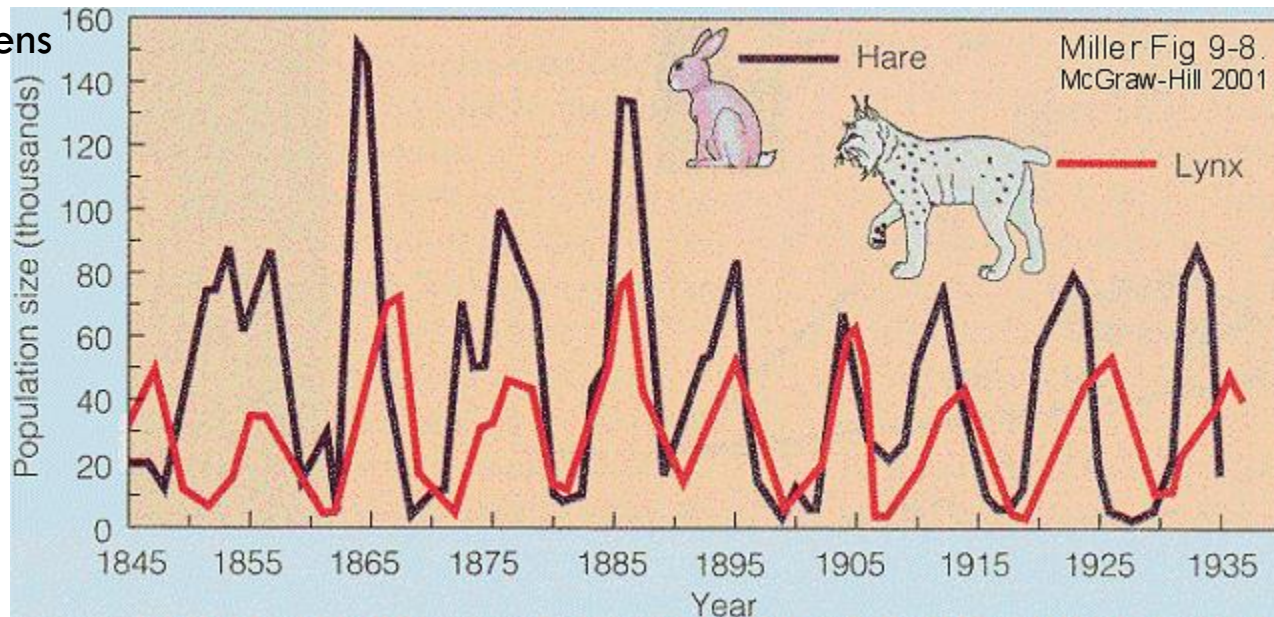 ens
160
140
120
100
80
60
40
20
0
Population size (thousands)
Hare
Miller Fig 9-8.
McGraw-Hill 2001
Lynx
1845 1855 1865 1875 1885 1895 1905 1915 1925 1935
Year